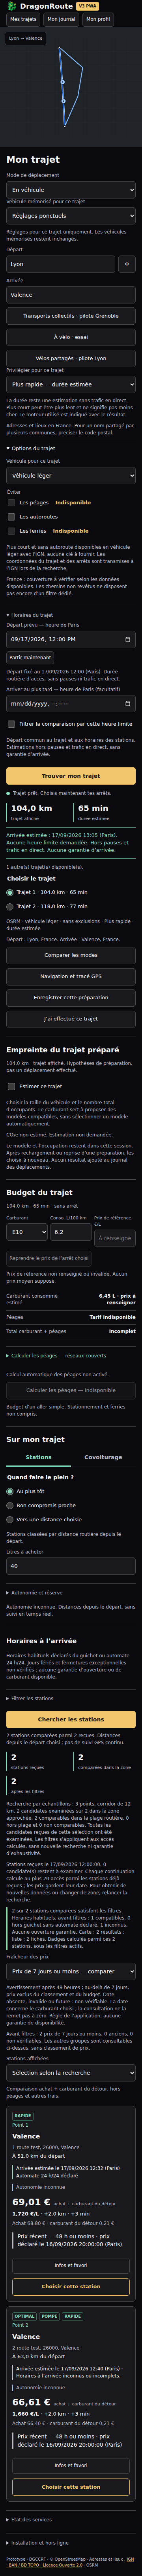 DragonRoute V3 PWA
Mes trajets
Mon journal
Mon profil
Lyon → Valence
Mon trajet
Mode de déplacement
En véhicule
Véhicule mémorisé pour ce trajet
Réglages ponctuels
Réglages pour ce trajet uniquement. Les véhicules
mémorisés restent inchangés.
Départ
Lyon
Arrivée
Valence
Transports collectifs · pilote Grenoble
À vélo · essai
Vélos partagés · pilote Lyon
Privilégier pour ce trajet
Plus rapide — durée estimée
La durée reste une estimation sans trafic en direct.
Plus court peut être plus lent et ne signifie pas moins
cher. Le moteur utilisé est indiqué avec le résultat.
Adresses et lieux en France. Pour un nom partagé par
plusieurs communes, préciser le code postal.
▼ Options du trajet
Véhicule pour ce trajet
Véhicule léger
Éviter
Les péages Indisponible
Les autoroutes
Les ferries Indisponible
Plus court et sans autoroute disponibles en véhicule
léger avec l'IGN, aucune clé à fournir. Les
coordonnées du trajet et des arrêts sont transmises à
l'IGN lors de la recherche.
France : couverture à vérifier selon les données
disponibles. Les chemins non revêtus ne disposent
pas encore d'un filtre dédié.
▼ Horaires du trajet
Départ prévu — heure de Paris
09/17/2026, 12:00 PM
Partir maintenant
Départ fixé au 17/09/2026 12:00 (Paris). Durée
routière d'accès, sans pauses ni trafic en direct.
Arriver au plus tard — heure de Paris (facultatif)
mm/dd/yyyy, --:-- --
Filtrer la comparaison par cette heure limite
Départ commun au trajet et aux horaires des stations.
Estimations hors pauses et trafic en direct, sans
garantie d'arrivée.
Trouver mon trajet
Trajet prêt. Choisis maintenant tes arrêts.
104,0 km
trajet affiché
65 min
durée estimée
Arrivée estimée : 17/09/2026 13:05 (Paris).
Aucune heure limite demandée. Hors pauses et
trafic en direct. Aucune garantie d'arrivée.
1 autre(s) trajet(s) disponible(s).
Choisir le trajet
Trajet 1 · 104,0 km · 65 min
Trajet 2 · 118,0 km · 77 min
OSRM · véhicule léger · sans exclusions · Plus rapide ·
durée estimée
Départ : Lyon, France. Arrivée : Valence, France.
Comparer les modes
Navigation et tracé GPS
Enregistrer cette préparation
J'ai effectué ce trajet
Empreinte du trajet préparé
104,0 km · trajet affiché. Hypothèses de préparation,
pas un déplacement effectué.
Estimer ce trajet
Choisir la taille du véhicule et le nombre total
d'occupants. Le carburant sert à proposer des
modèles compatibles, sans sélectionner un modèle
automatiquement.
CO₂e non estimé. Estimation non demandée.
Le modèle et l'occupation restent dans cette session.
Après rechargement ou reprise d'une préparation, les
choisir à nouveau. Aucun résultat ajouté au journal
des déplacements.
Budget du trajet
104,0 km · 65 min · sans arrêt
Carburant
Conso. L/100 km
Prix de référence €/L
E10
6.2
À renseigne
Reprendre le prix de l'arrêt choisi
Prix de référence non renseigné ou invalide. Aucun
prix moyen supposé.
Carburant consommé estimé
6,45 L · prix à renseigner
Péages
Tarif indisponible
Total carburant + péages
Incomplet
▸ Calculer les péages — réseaux couverts
Calcul automatique des péages non activé.
Calculer les péages — indisponible
Budget d'un aller simple. Stationnement et ferries
non compris.
Sur mon trajet
Stations
Covoiturage
Quand faire le plein ?
Au plus tôt
Bon compromis proche
Vers une distance choisie
Stations classées par distance routière depuis le
départ.
Litres à acheter
40
▸ Autonomie et réserve
Autonomie inconnue. Distances depuis le départ, sans
suivi en temps réel.
Horaires à l'arrivée
Horaires habituels déclarés du guichet ou automate
24 h/24. Jours fériés et fermetures exceptionnelles
non vérifiés ; aucune garantie d'ouverture ou de
carburant disponible.
▸ Filtrer les stations
Chercher les stations
2 stations comparées parmi 2 reçues. Distances
depuis le départ choisi ; pas de suivi GPS continu.
2
stations reçues
2
comparées dans la zone
2
après les filtres
Recherche par échantillons : 3 points, corridor de 12
km. 2 candidates examinées sur 2 dans la zone
approximative. 2 comparables dans la plage routière, 0
hors plage et 0 non comparables. Toutes les
candidates reçues de cette sélection ont été
examinées. Les filtres s'appliquent aux accès
calculés, sans nouvelle recherche ni garantie
d'exhaustivité.
Stations reçues le 17/09/2026 12:00:00. 0
candidate(s) restent à examiner. Chaque continuation
calcule au plus 20 accès parmi les stations déjà
reçues ; les prix gardent leur date. Pour obtenir de
nouvelles données ou changer de zone, relancer la
recherche.
2 sur 2 stations comparées satisfont les filtres.
Horaires habituels, avant filtres : 1 compatibles, 0
hors guichet sans automate déclaré, 1 inconnus.
Aucune ouverture garantie. Carte : 2 résultats ;
liste : 2 fiches. Badges calculés parmi ces 2
stations, sous les filtres actifs.
Fraîcheur des prix
Prix de 7 jours ou moins — comparer
Avertissement après 48 heures ; au-delà de 7 jours,
prix exclus du classement et du budget. Date
absente, invalide ou future : non vérifiable. La date
concerne le carburant choisi ; la consultation ne la
remet pas à zéro. Règle de l'application, aucune
garantie de disponibilité.
Avant filtres : 2 prix de 7 jours ou moins, 0 anciens, 0
non vérifiables. Les autres groupes sont consultables
ci-dessus, sans classement de prix.
Stations affichées
Sélection selon la recherche
Comparaison achat + carburant du détour, hors
péages et autres frais.
RAPIDE
Point 1
Valence
1 route test, 26000, Valence
À 51,0 km du départ
Arrivée estimée le 17/09/2026 12:32 (Paris) ·
Automate 24 h/24 déclaré
Autonomie inconnue
69,01 € achat + carburant du détour
1,720 €/L · +2,0 km · +3 min
Achat 68,80 € · carburant du détour 0,21 €
Prix récent — 48 h ou moins · prix
déclaré le 16/09/2026 20:00:00 (Paris)
Infos et favori
Choisir cette station
OPTIMAL POMPE RAPIDE
Point 2
Valence
2 route test, 26000, Valence
À 63,0 km du départ
Arrivée estimée le 17/09/2026 12:40 (Paris) ·
Horaires à l'arrivée inconnus ou incomplets.
Autonomie inconnue
66,61 € achat + carburant du détour
1,660 €/L · +2,0 km · +3 min
Achat 66,40 € · carburant du détour 0,21 €
Prix récent — 48 h ou moins · prix
déclaré le 16/09/2026 20:00:00 (Paris)
Infos et favori
Choisir cette station
▸ État des services
▸ Installation et hors ligne
Prototype · DGCCRF · © OpenStreetMap · Adresses et lieux : IGN
· BAN / BD TOPO · Licence Ouverte 2.0 · OSRM